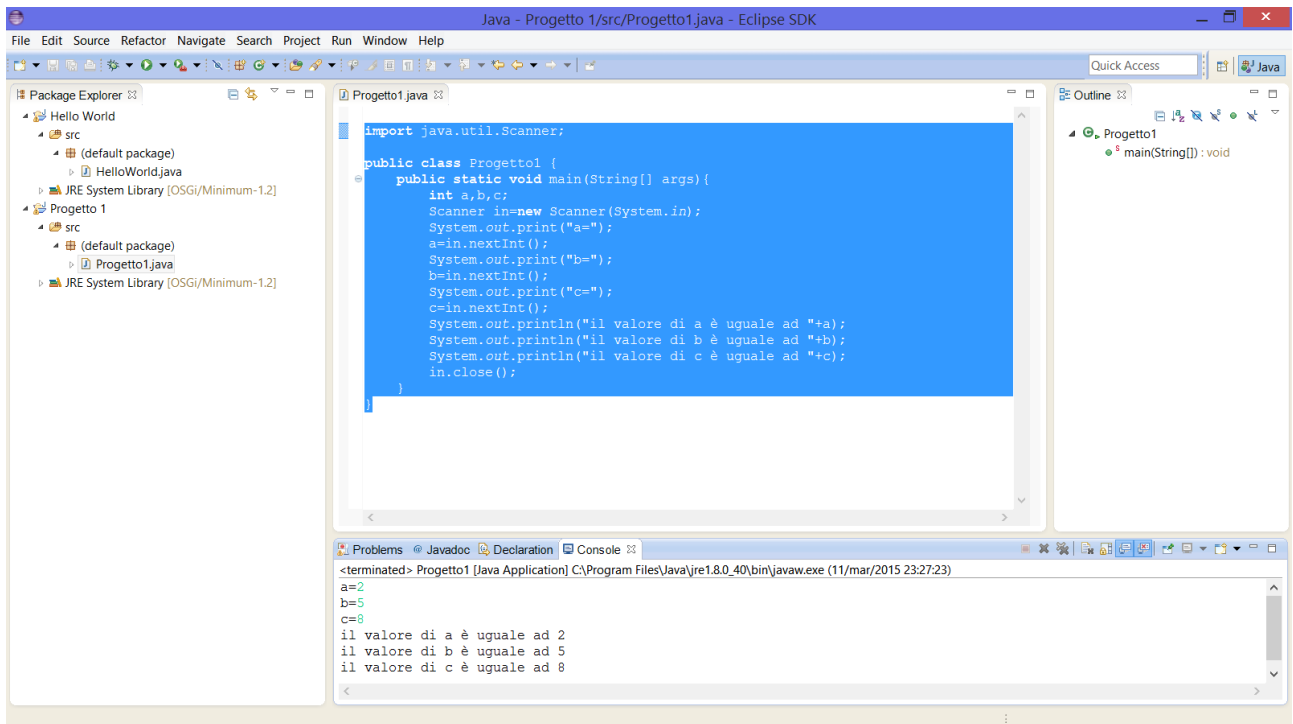 Java - Progetto 1/src/Progetto1.java - Eclipse SDK
File Edit Source Refactor Navigate Search Project Run Window Help
Quick Access
Java
Package Explorer
Hello World
src
(default package)
HelloWorld.java
JRE System Library [OSGi/Minimum-1.2]
Progetto 1
src
(default package)
Progetto1.java
JRE System Library [OSGi/Minimum-1.2]
Progetto1.java
import java.util.Scanner;
public class Progetto1 {
public static void main(String[] args){
int a,b,c;
Scanner in=new Scanner(System.in);
System.out.print("a=");
a=in.nextInt();
System.out.print("b=");
b=in.nextInt();
System.out.print("c=");
c=in.nextInt();
System.out.println("il valore di a è uguale ad "+a);
System.out.println("il valore di b è uguale ad "+b);
System.out.println("il valore di c è uguale ad "+c);
in.close();
}
}
Outline
Progetto1
main(String[]) : void
Problems @ Javadoc Declaration Console
<terminated> Progetto1 [Java Application] C:\Program Files\Java\jre1.8.0_40\bin\javaw.exe (11/mar/2015 23:27:23)
a=2
b=5
c=8
il valore di a è uguale ad 2
il valore di b è uguale ad 5
il valore di c è uguale ad 8